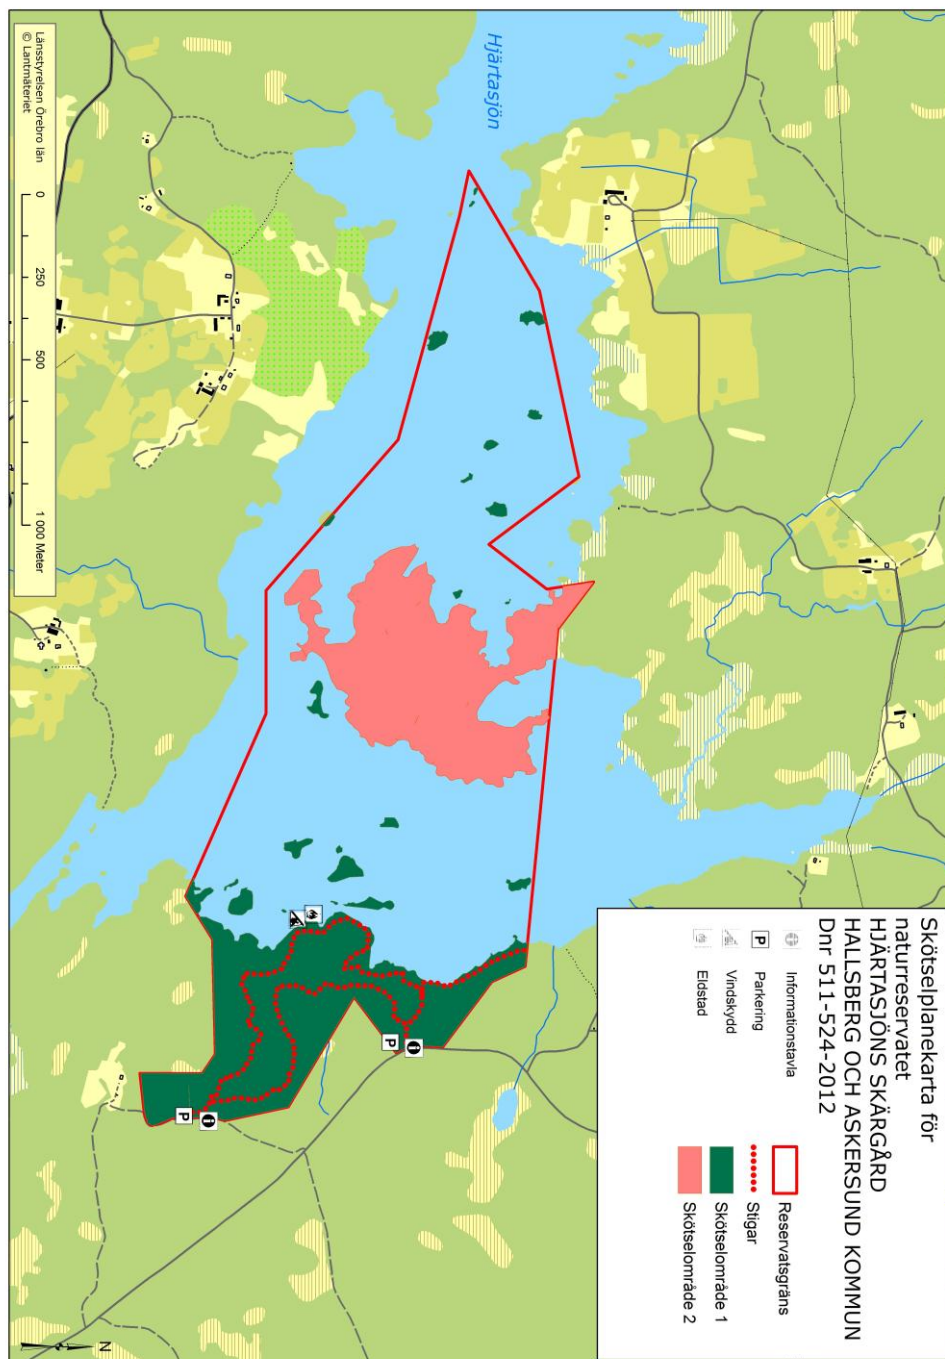 Skötselplanekarta för
naturreservatet
HJÄRTASJÖNS SKÄRGÅRD
HALLSBERG OCH ASKERSUND KOMMUN
Dnr 511-524-2012
Informationstavla
P Parkering
Vindskydd
Eldstad
Reservatsgräns
Stigar
Skötselområde 1
Skötselområde 2
Hjärtasjön
P
i
P
i
N
0 250 500 1 000 Meter
Länsstyrelsen Örebro län
© Lantmäteriet